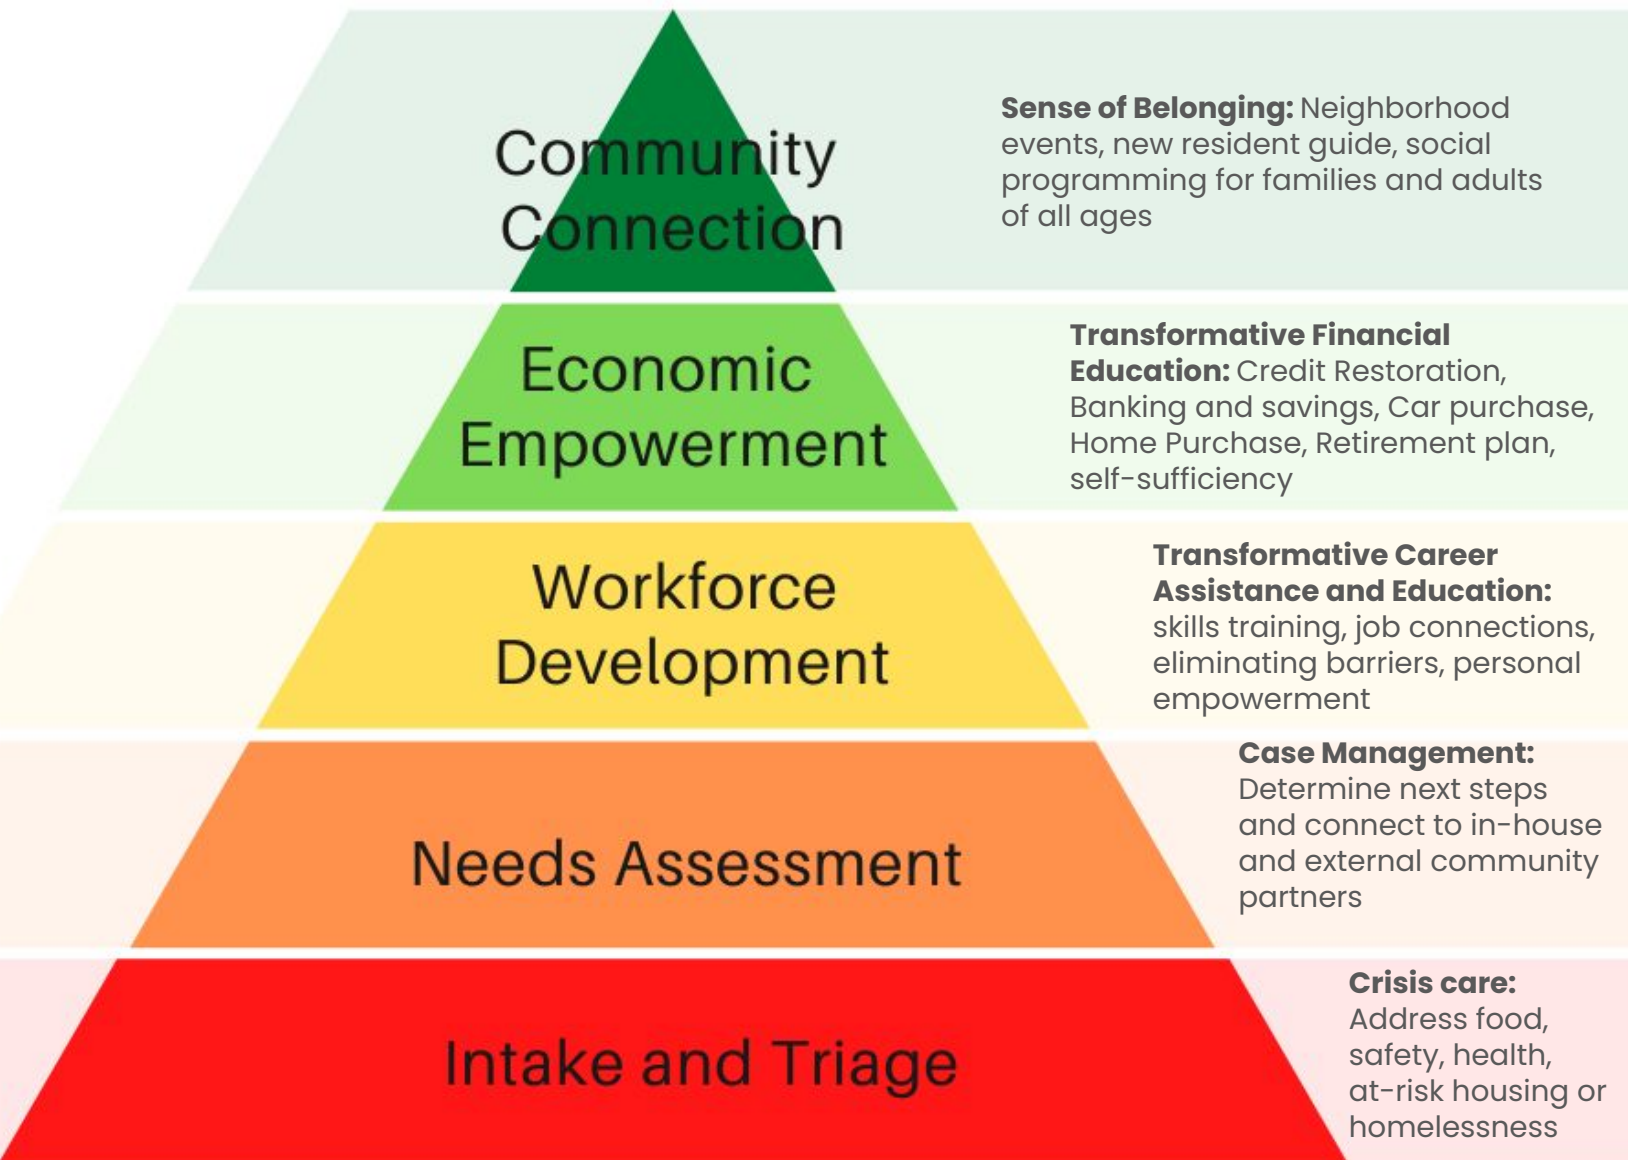 Community
Connection
Sense of Belonging: Neighborhood
events, new resident guide, social
programming for families and adults
of all ages
Economic
Empowerment
Transformative Financial
Education: Credit Restoration,
Banking and savings, Car purchase,
Home Purchase, Retirement plan,
self-sufficiency
Workforce
Development
Transformative Career
Assistance and Education:
skills training, job connections,
eliminating barriers, personal
empowerment
Needs Assessment
Case Management:
Determine next steps
and connect to in-house
and external community
partners
Intake and Triage
Crisis care:
Address food,
safety, health,
at-risk housing or
homelessness